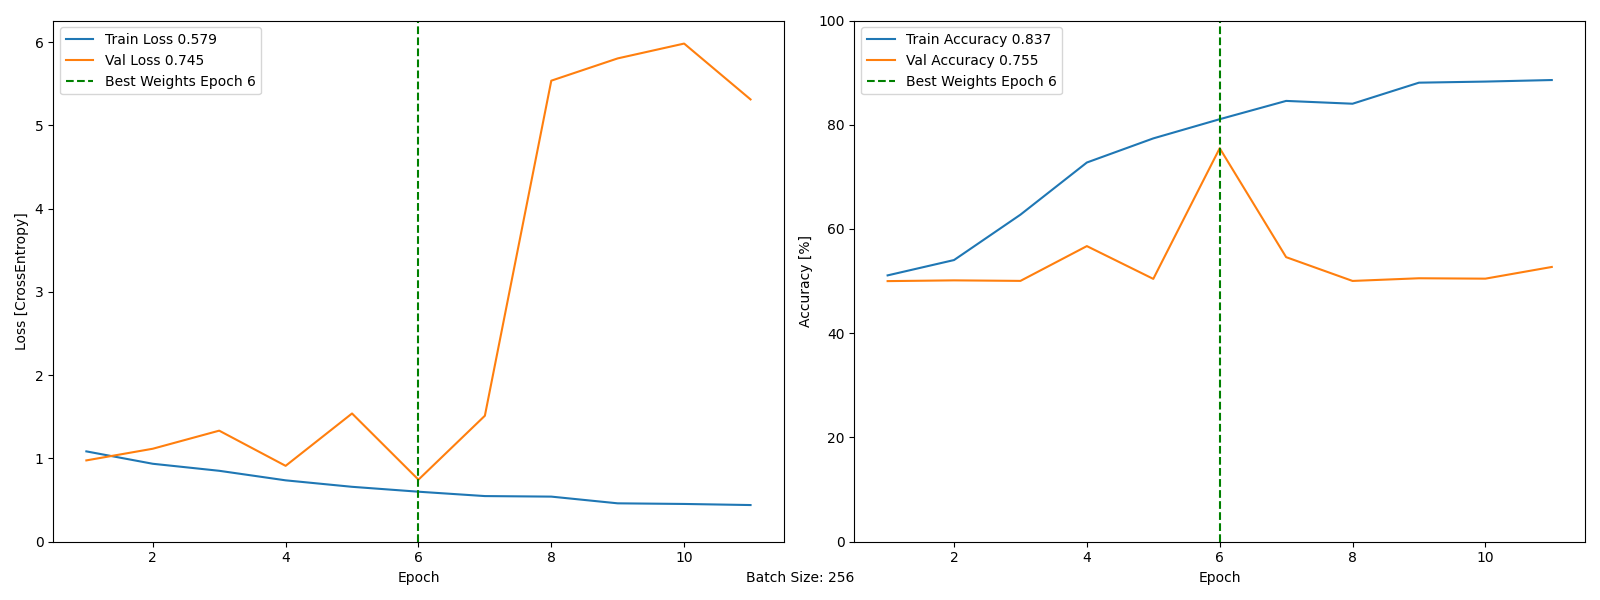 Train Loss 0.579
Val Loss 0.745
Best Weights Epoch 6
Loss [CrossEntropy]
6
5
4
3
2
1
0
2
4
6
8
10
Epoch
Train Accuracy 0.837
Val Accuracy 0.755
Best Weights Epoch 6
Accuracy [%]
100
80
60
40
20
0
2
4
6
8
10
Epoch
Batch Size: 256